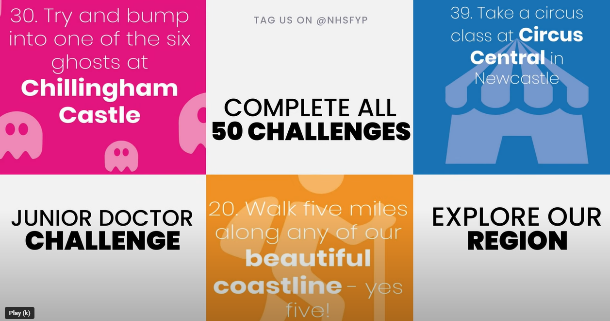 30. Try and bump
into one of the six
ghosts at
Chillingham
Castle
TAG US ON @NHSFYP
COMPLETE ALL
50 CHALLENGES
39. Take a circus
class at Circus
Central in
Newcastle
JUNIOR DOCTOR
CHALLENGE
20. Walk five miles
along any of our
beautiful
coastline - yes
five!
EXPLORE OUR
REGION
Play (k)